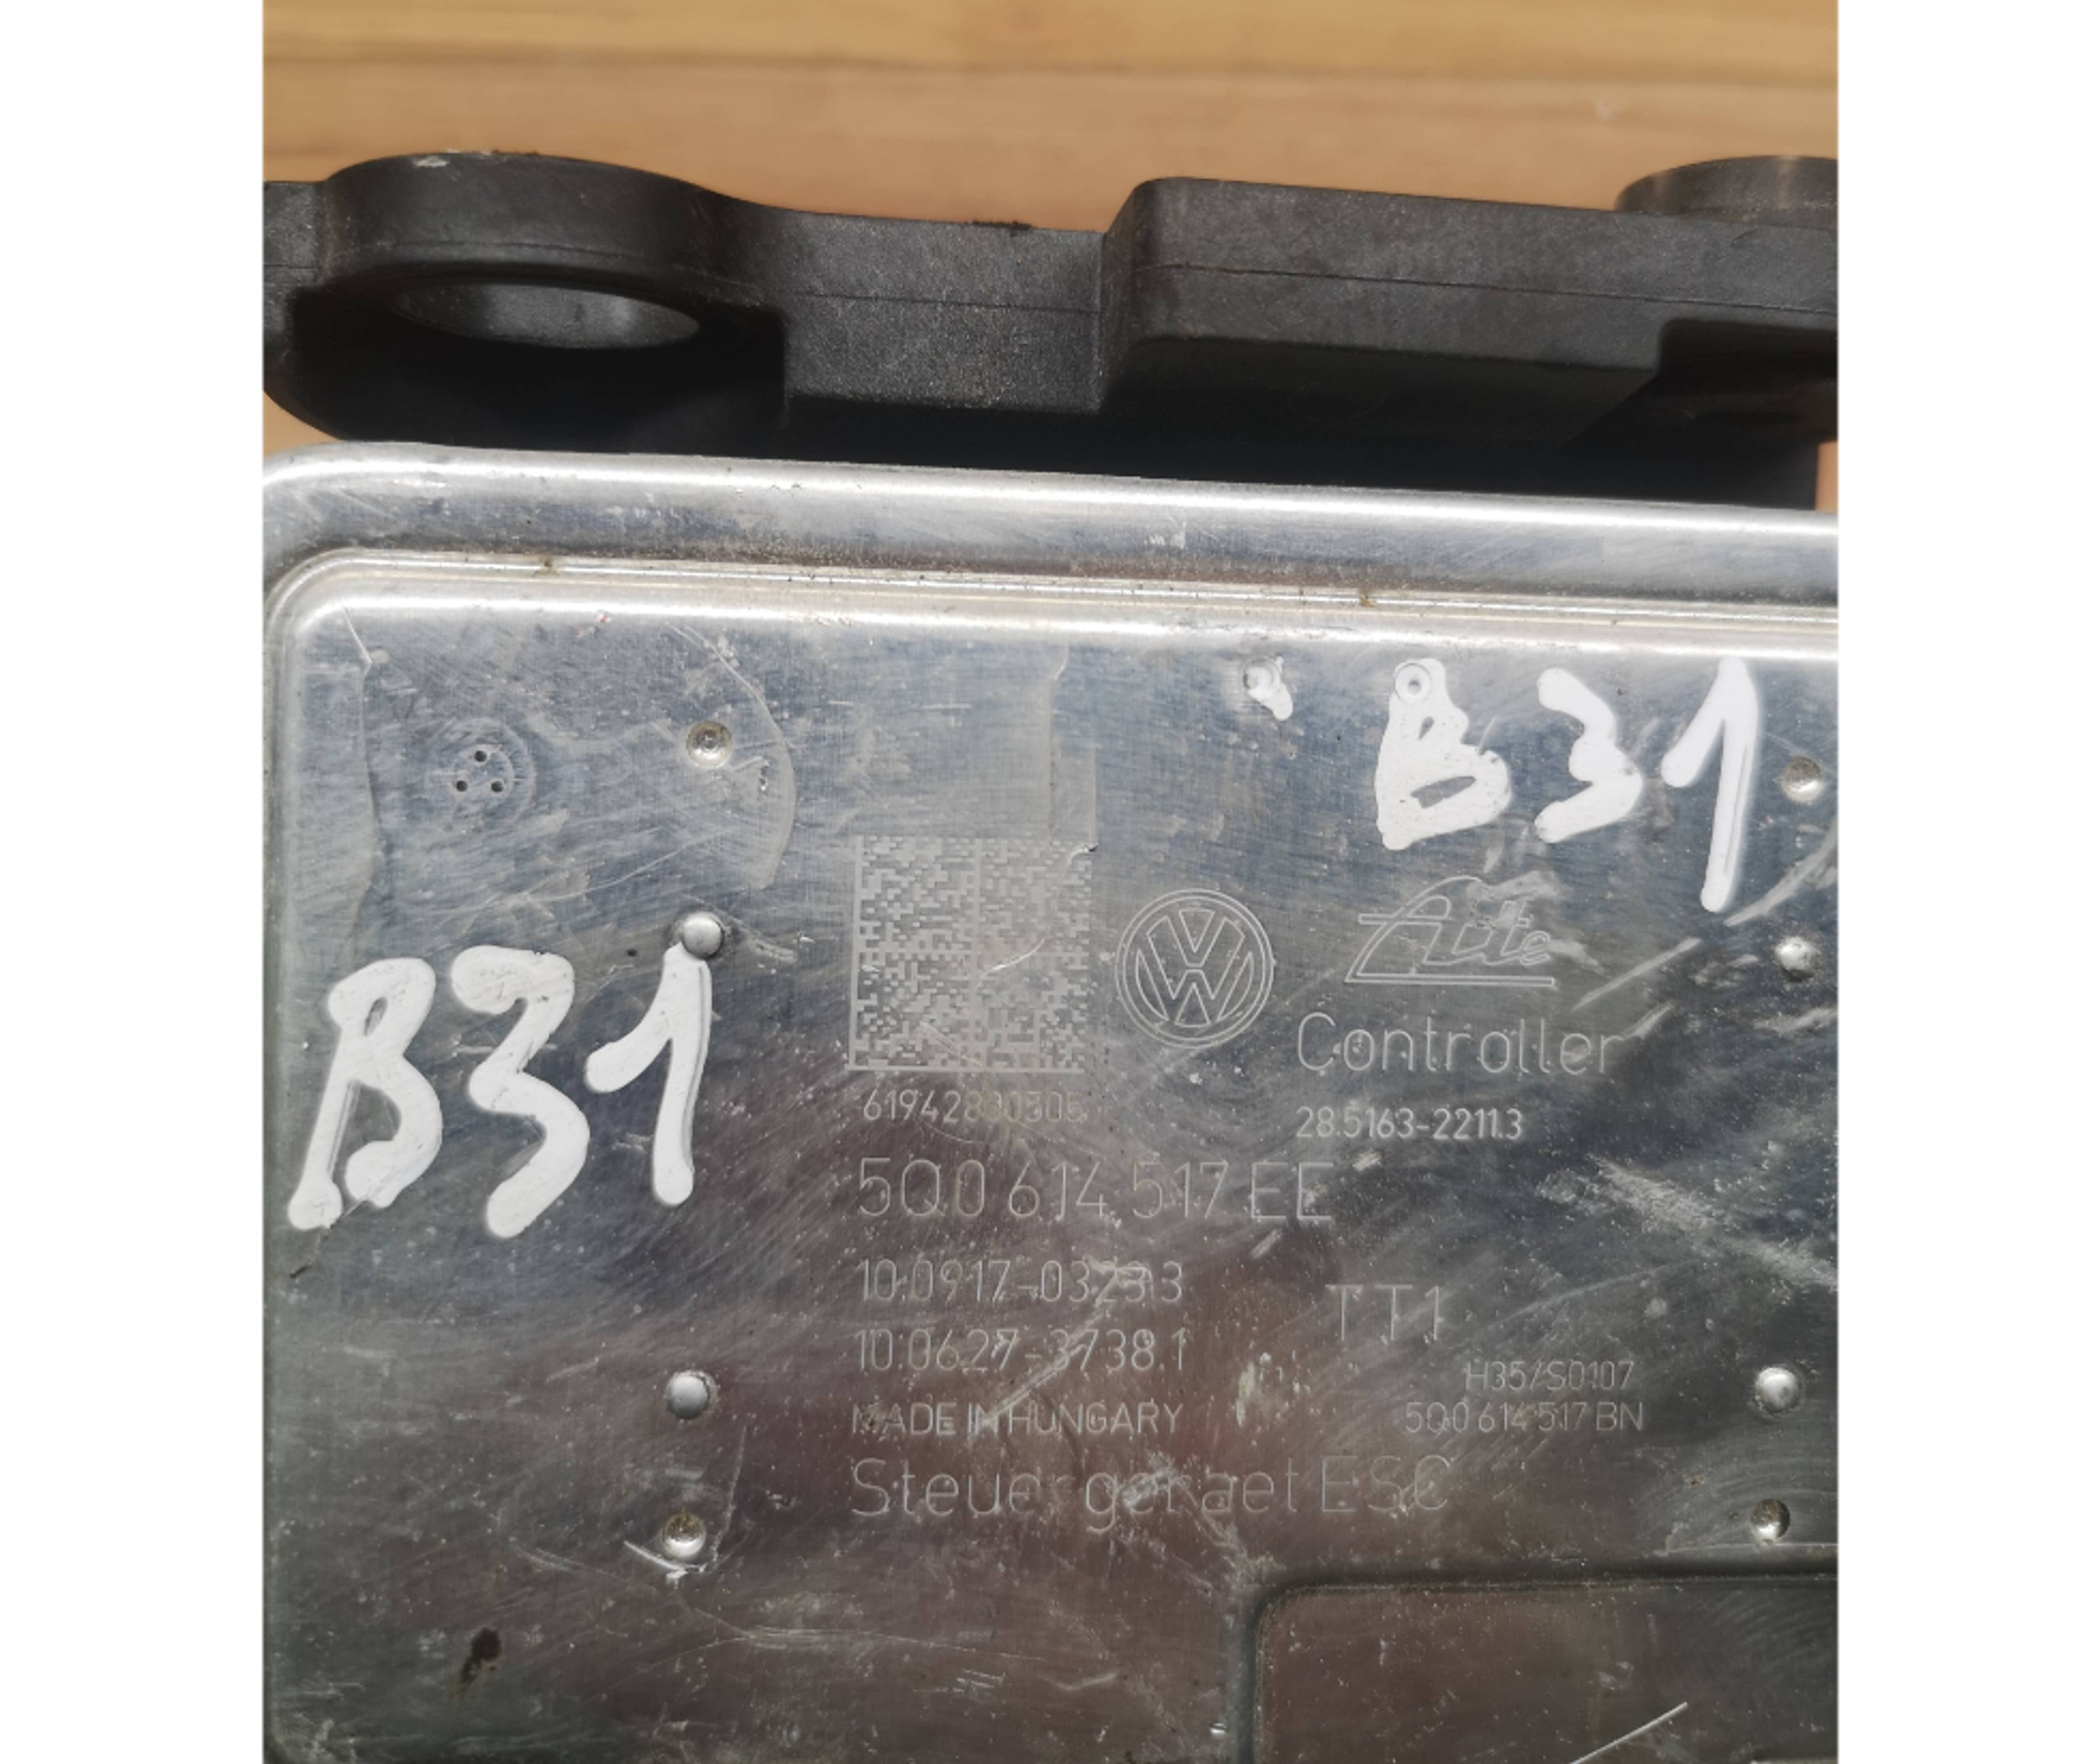 B31
B31
Ate
Controller
61942880305
28.5163-2211.3
5Q0 614 517 EE
10.0917-0323.3
10.0627-3738.1
TT1
H35/S0107
MADE IN HUNGARY
5Q0 614 517 BN
Steuergeraet ESC